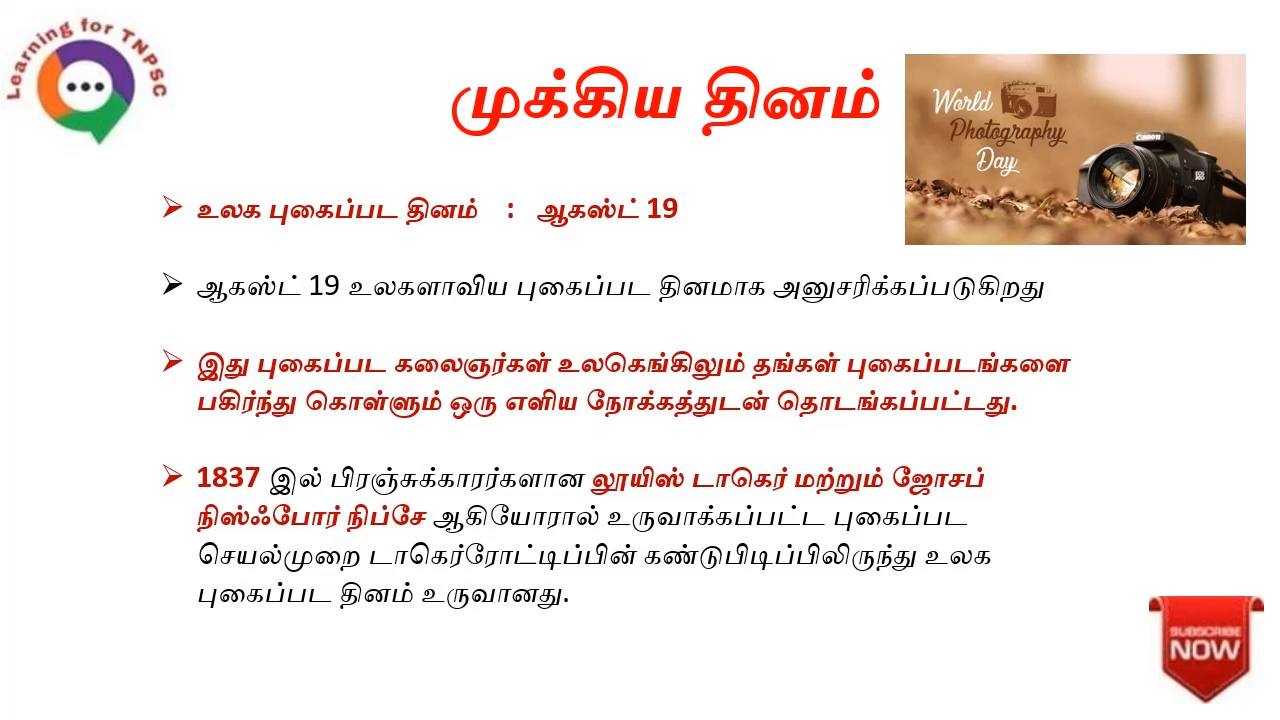 Learning for TNPSC
முக்கிய தினம்
World
Photography
Day
Canon
EOS
30D
உலக புகைப்பட தினம் : ஆகஸ்ட் 19
ஆகஸ்ட் 19 உலகளாவிய புகைப்பட தினமாக அனுசரிக்கப்படுகிறது
இது புகைப்பட கலைஞர்கள் உலகெங்கிலும் தங்கள் புகைப்படங்களை
பகிர்ந்து கொள்ளும் ஒரு எளிய நோக்கத்துடன் தொடங்கப்பட்டது.
1837 இல் பிரஞ்சுக்காரர்களான லூயிஸ் டாகெர் மற்றும் ஜோசப்
நிஸ்ஃபோர் நிப்சே ஆகியோரால் உருவாக்கப்பட்ட புகைப்பட
செயல்முறை டாகெர்ரோட்டிப்பின் கண்டுபிடிப்பிலிருந்து உலக
புகைப்பட தினம் உருவானது.
SUBSCRIBE
NOW